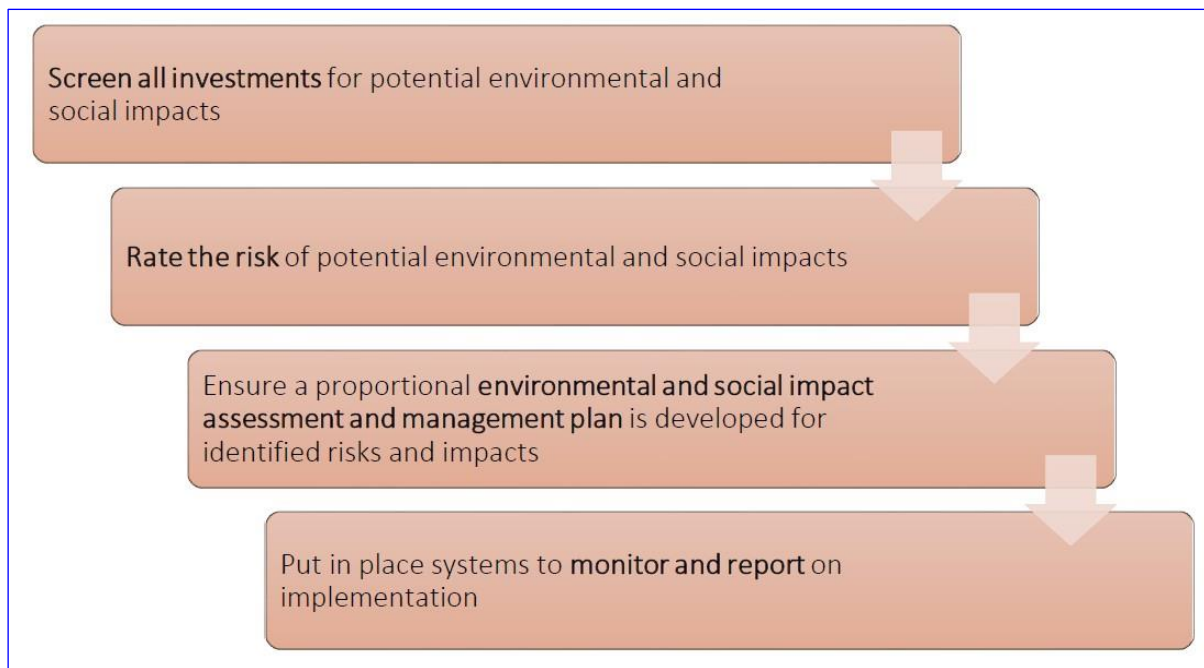 Screen all investments for potential environmental and
social impacts
Rate the risk of potential environmental and social impacts
Ensure a proportional environmental and social impact
assessment and management plan is developed for
identified risks and impacts
Put in place systems to monitor and report on
implementation